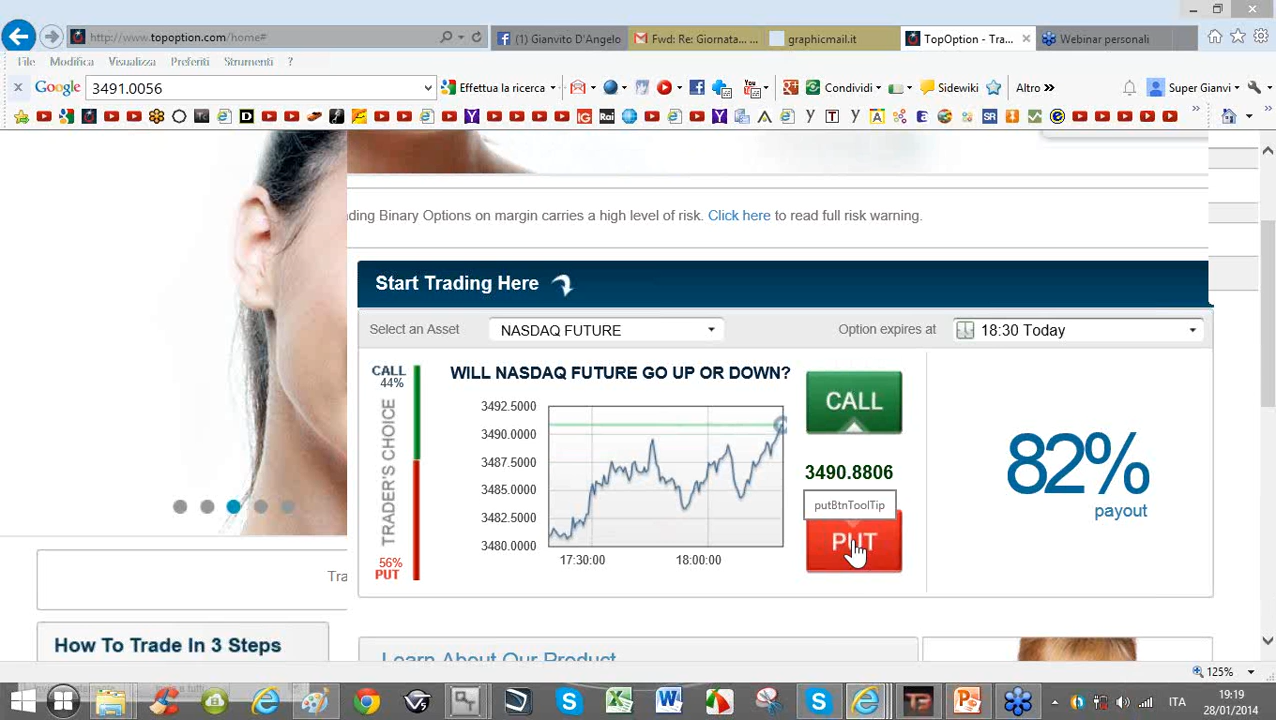 http://www.topoption.com/home#
(1) Gianvito D'Angelo
Fwd: Re: Giornata... ...
graphicmail.it
TopOption - Tra...
Webinar personali
File Modifica Visualizza Preferiti Strumenti ?
Google 3491.0056
Effettua la ricerca
Condividi
Sidewiki
Altro »
Super Gianvi
ding Binary Options on margin carries a high level of risk. Click here to read full risk warning.
Start Trading Here
Select an Asset
NASDAQ FUTURE
Option expires at
18:30 Today
CALL
44%
TRADER'S CHOICE
56%
PUT
WILL NASDAQ FUTURE GO UP OR DOWN?
3492.5000
3490.0000
3487.5000
3485.0000
3482.5000
3480.0000
17:30:00
18:00:00
CALL
3490.8806
putBtnToolTip
PUT
82%
payout
Tra
How To Trade In 3 Steps
Learn About Our Product
125%
ITA
19:19
28/01/2014